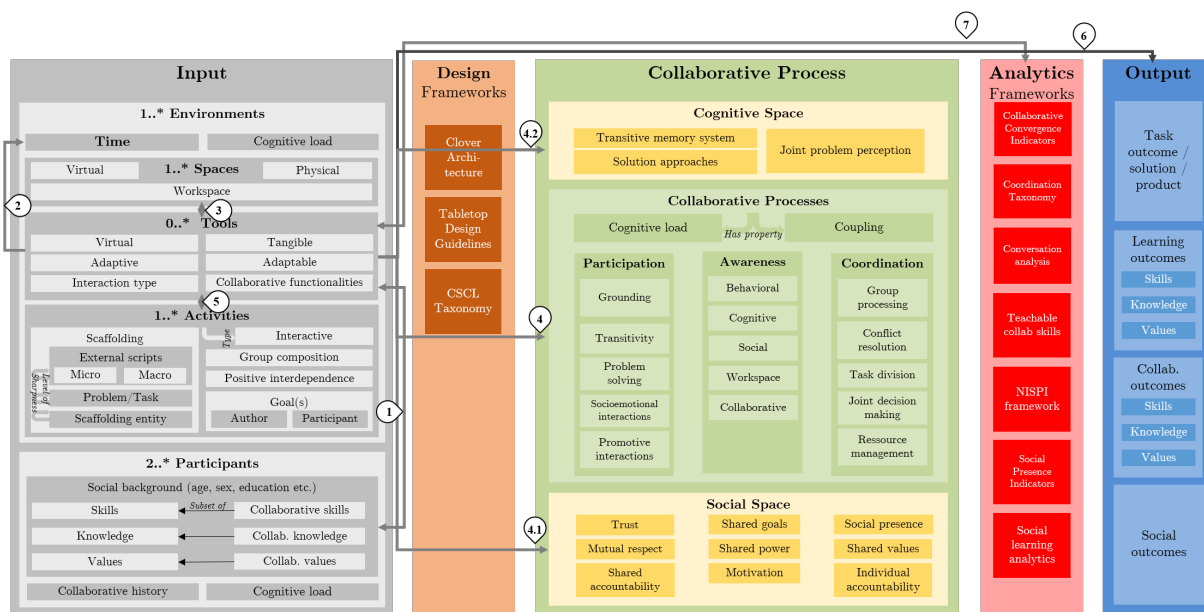 7
6
Input
1..* Environments
Time
Cognitive load
Virtual
1..* Spaces
Physical
Workspace
2
3
0..* Tools
Virtual
Tangible
Adaptive
Adaptable
Interaction type
Collaborative functionalities
5
1..* Activities
Scaffolding
Type
Interactive
External scripts
Group composition
Micro
Macro
Level of
Sharpness
Positive interdependence
Problem/Task
Goal(s)
Scaffolding entity
Author
Participant
1
2..* Participants
Social background (age, sex, education etc.)
Skills
Subset of
Collaborative skills
Knowledge
Collab. knowledge
Values
Collab. values
Collaborative history
Cognitive load
Design
Frameworks
Clover
Archi-
tecture
Tabletop
Design
Guidelines
CSCL
Taxonomy
4.2
4
4.1
Collaborative Process
Cognitive Space
Transitive memory system
Solution approaches
Joint problem perception
Collaborative Processes
Cognitive load
Has property
Coupling
Participation
Grounding
Transitivity
Problem
solving
Socioemotional
interactions
Promotive
interactions
Awareness
Behavioral
Cognitive
Social
Workspace
Collaborative
Coordination
Group
processing
Conflict
resolution
Task division
Joint decision
making
Ressource
management
Social Space
Trust
Shared goals
Social presence
Mutual respect
Shared power
Shared values
Shared
accountability
Motivation
Individual
accountability
Analytics
Frameworks
Collaborative
Convergence
Indicators
Coordination
Taxonomy
Conversation
analysis
Teachable
collab skills
NISPI
framework
Social
Presence
Indicators
Social
learning
analytics
Output
Task
outcome /
solution /
product
Learning
outcomes
Skills
Knowledge
Values
Collab.
outcomes
Skills
Knowledge
Values
Social
outcomes